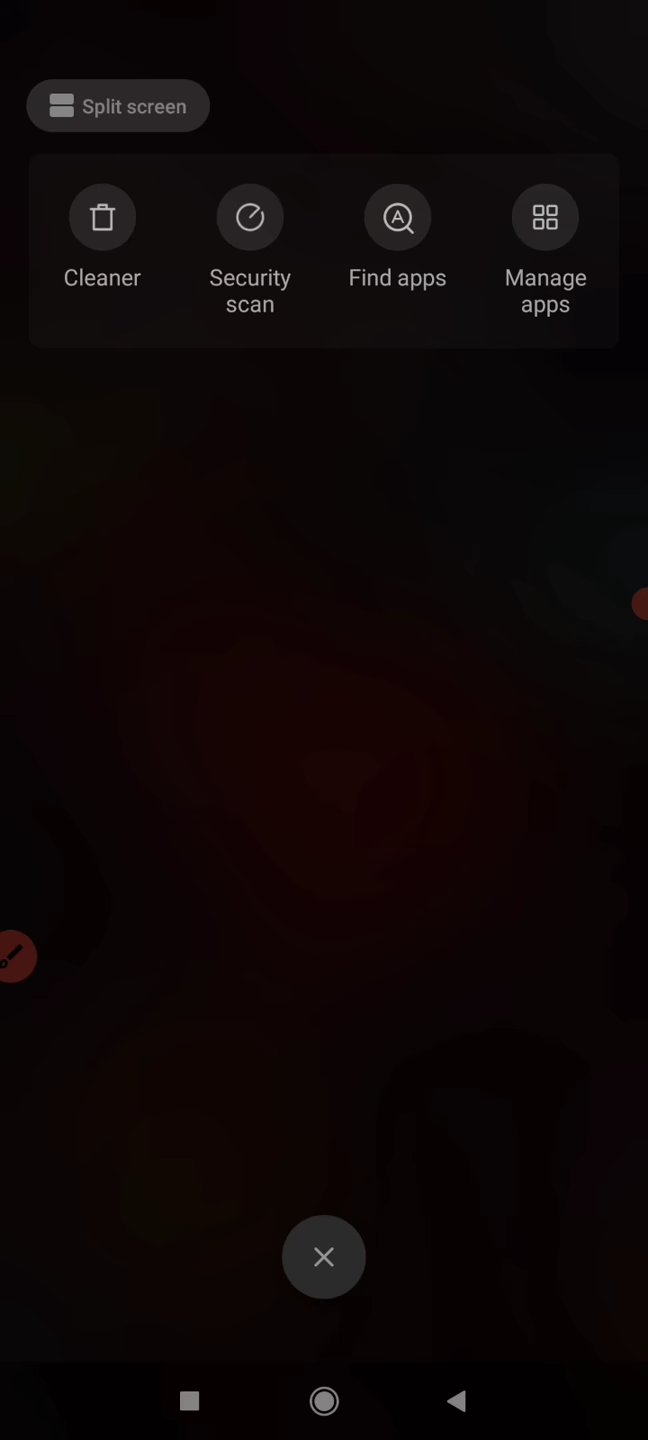 Split screen
Cleaner
Security
scan
Find apps
Manage
apps